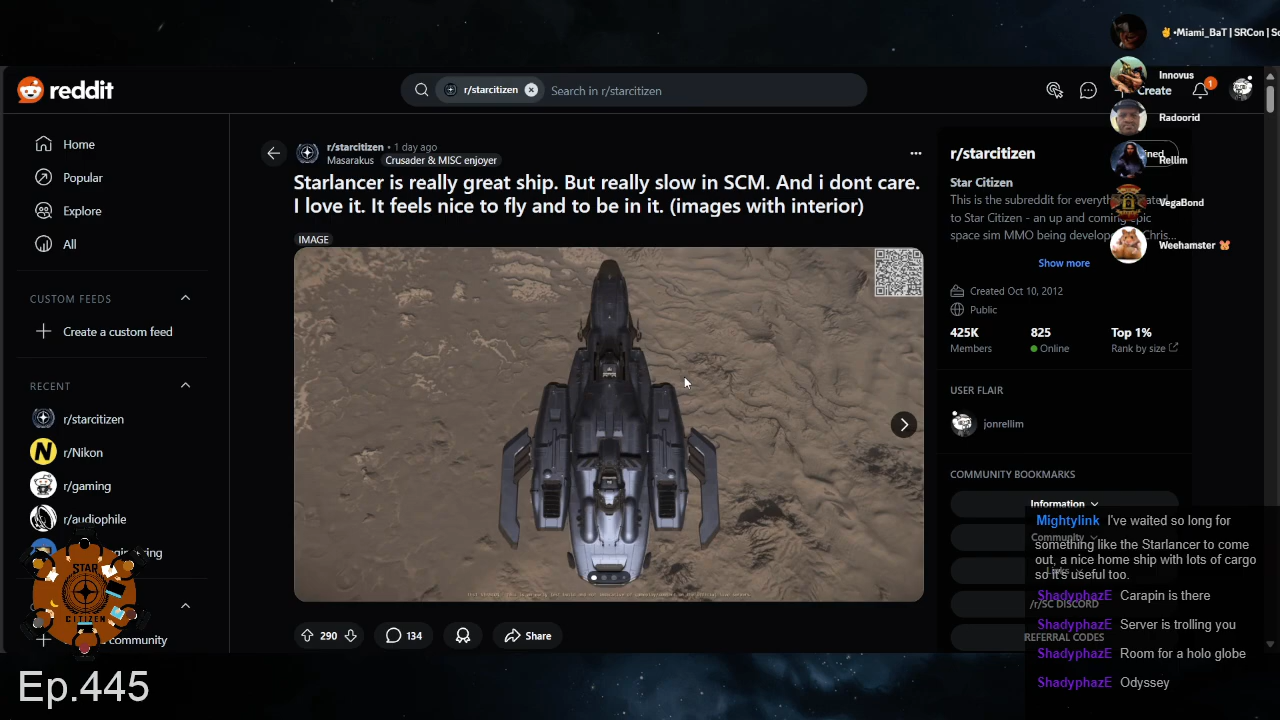 ✌•Miami_BaT | SRCon | Sc
reddit
r/starcitizen
Search in r/starcitizen
Create
1
Innovus
Radoorid
Rellim
VegaBond
Weehamster 🐹
Home
Popular
Explore
All
CUSTOM FEEDS
Create a custom feed
RECENT
r/starcitizen
r/Nikon
r/gaming
r/audiophile
STAR
CITIZEN
Ep.445
r/starcitizen • 1 day ago
Masarakus Crusader & MISC enjoyer
Starlancer is really great ship. But really slow in SCM. And i dont care.
I love it. It feels nice to fly and to be in it. (images with interior)
IMAGE
290
134
Share
r/starcitizen
Star Citizen
This is the subreddit for everyth
to Star Citizen - an up and coming epic
space sim MMO being develope Chris...
Show more
Created Oct 10, 2012
Public
425K 825 Top 1%
Members Online Rank by size
USER FLAIR
jonrellim
COMMUNITY BOOKMARKS
Information
Community
/r/SC DISCORD
REFERRAL CODES
Mightylink I've waited so long for
something like the Starlancer to come
out, a nice home ship with lots of cargo
so it's useful too.
ShadyphazE Carapin is there
ShadyphazE Server is trolling you
ShadyphazE Room for a holo globe
ShadyphazE Odyssey